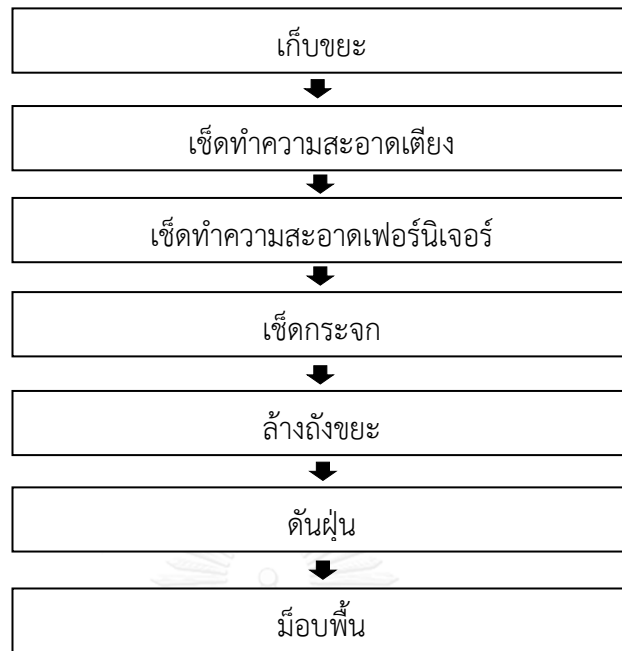 เก็บขยะ
เช็ดทำความสะอาดเตียง
เช็ดทำความสะอาดเฟอร์นิเจอร์
เช็ดกระจก
ล้างถังขยะ
ดันฝุ่น
ม็อบพื้น